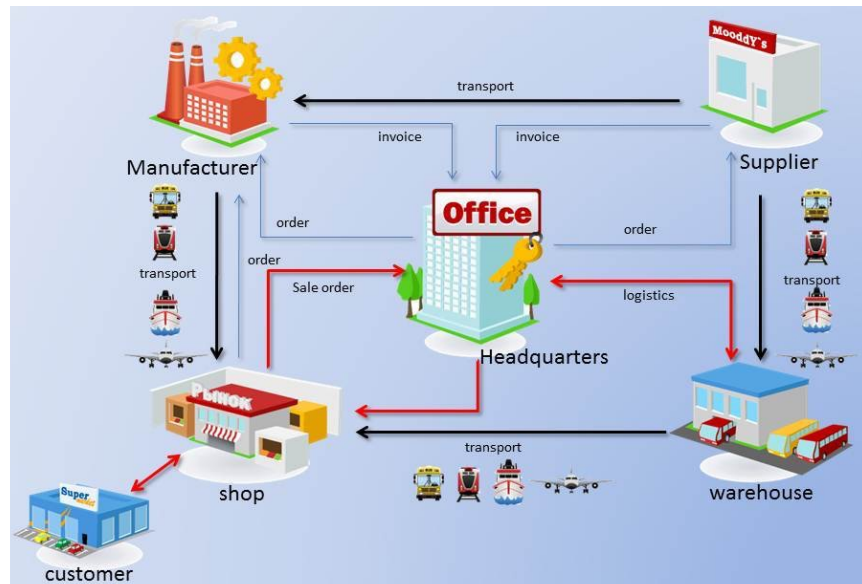 MooddY's
transport
invoice
invoice
Manufacturer
Supplier
Office
order
order
order
transport
transport
Sale order
logistics
Headquarters
Рынок
transport
shop
warehouse
Super
market
customer